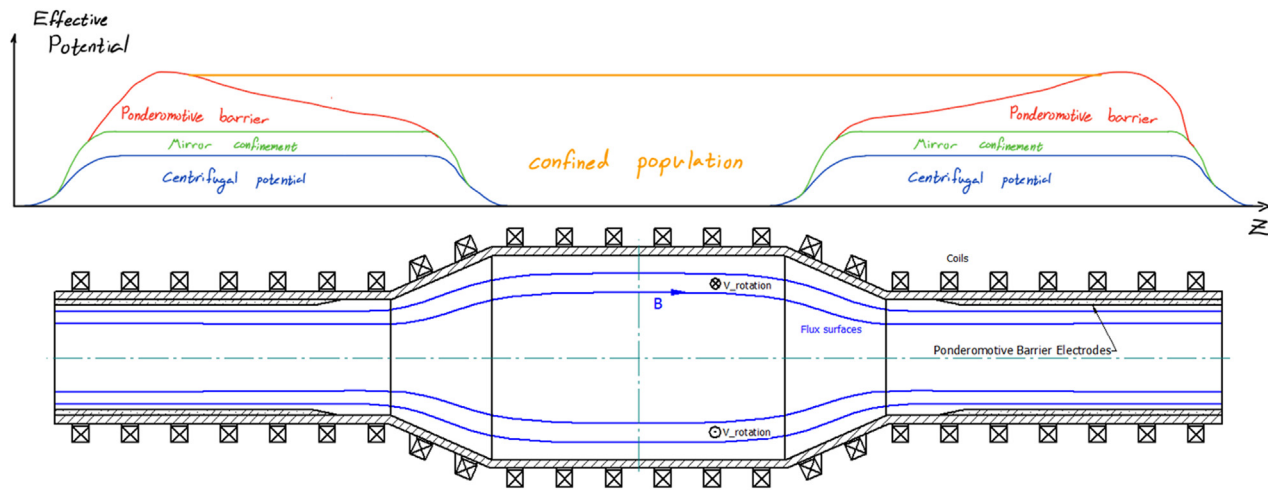 Effective
Potential
Ponderomotive barrier
Ponderomotive barrier
Mirror confinement
Mirror confinement
confined population
Centrifugal potential
Centrifugal potential
Z
Coils
V_rotation
B
Flux surfaces
Ponderomotive Barrier Electrodes
V_rotation